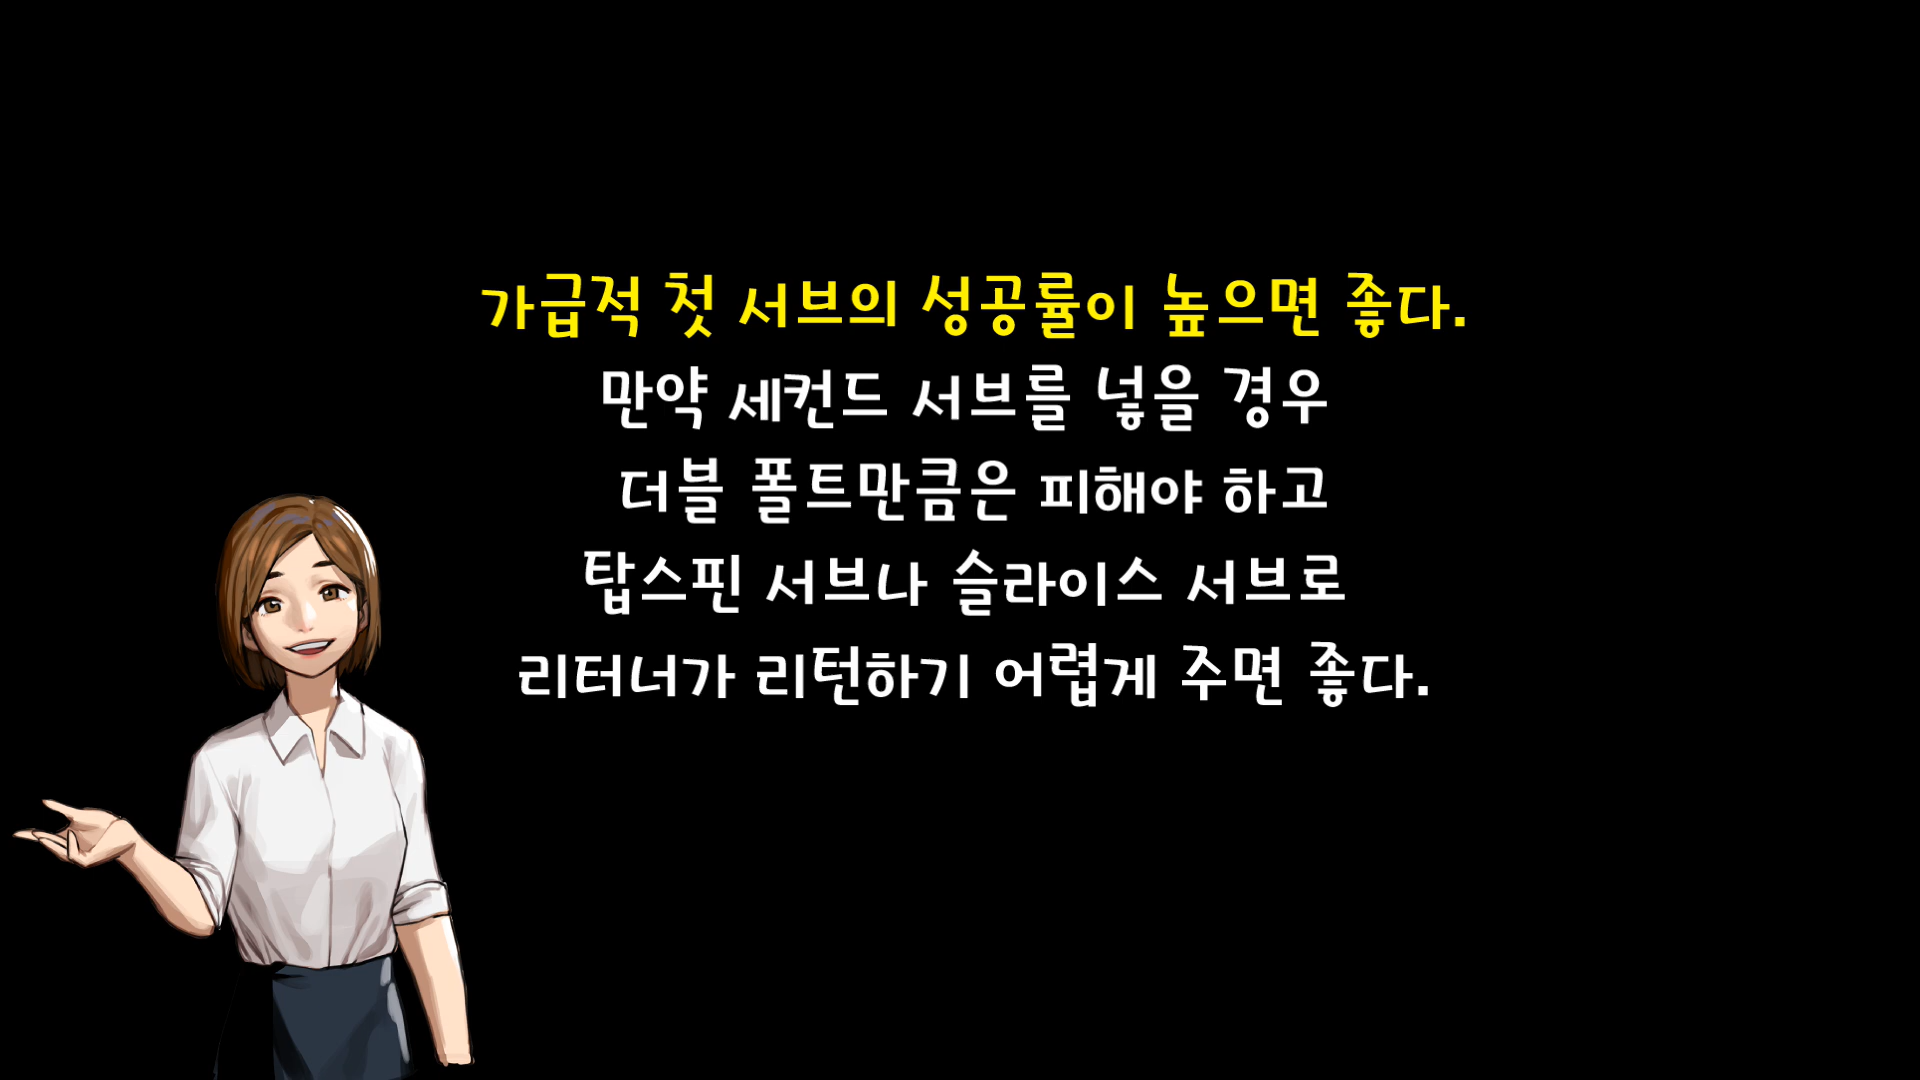 가급적 첫 서브의 성공률이 높으면 좋다.
만약 세컨드 서브를 넣을 경우
더블 폴트만큼은 피해야 하고
탑스핀 서브나 슬라이스 서브로
리터너가 리턴하기 어렵게 주면 좋다.